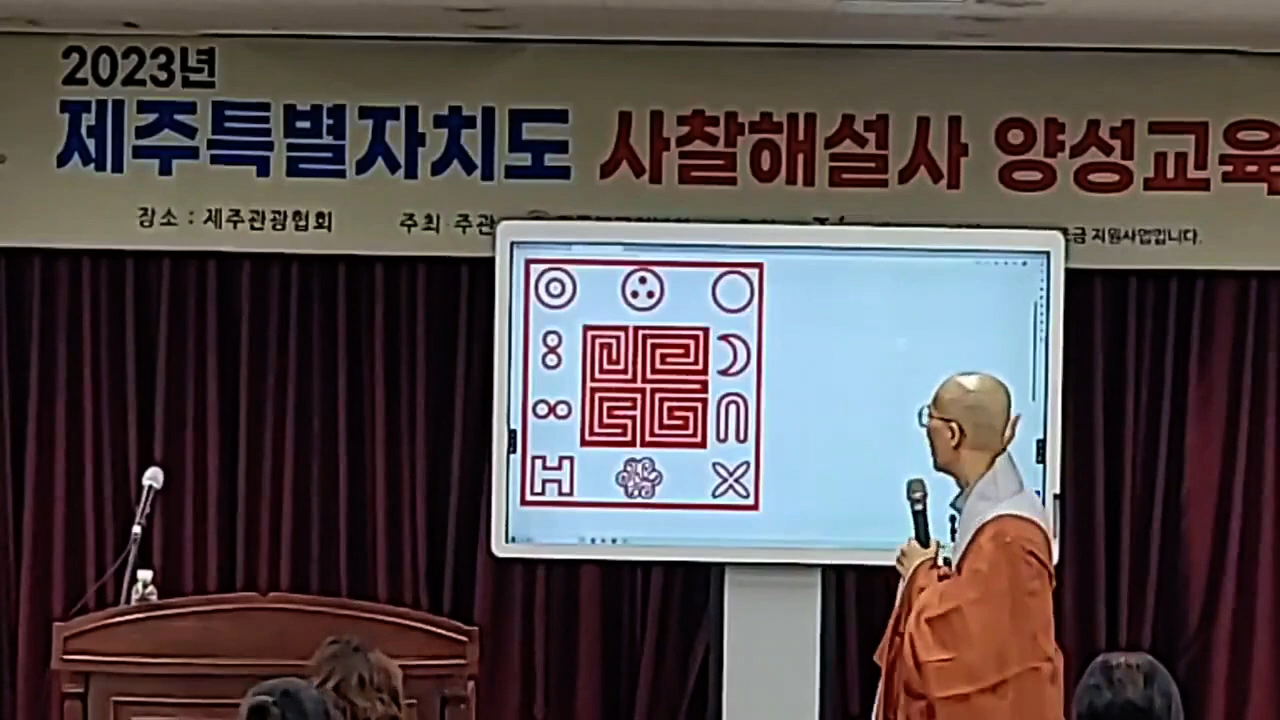 2023년
제주특별자치도 사찰해설사 양성교육
장소 : 제주관광협회 주최 주관
지원사업입니다.